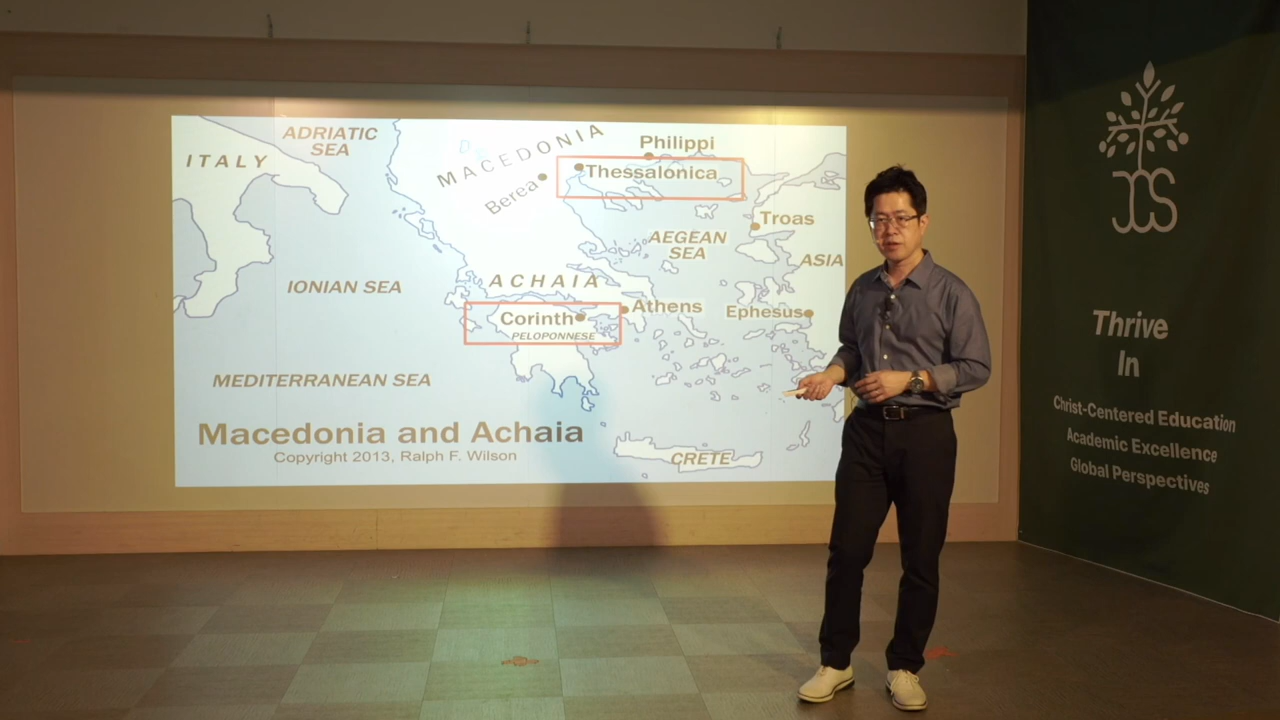 ADRIATIC
SEA
ITALY
MACEDONIA
Philippi
Thessalonica
Berea
Troas
AEGEAN
SEA
ASIA
IONIAN SEA
ACHAIA
Athens
Corinth
PELOPONNESE
Ephesus
MEDITERRANEAN SEA
Macedonia and Achaia
Copyright 2013, Ralph F. Wilson
CRETE
JCS
Thrive
In
Christ-Centered Education
Academic Excellence
Global Perspectives